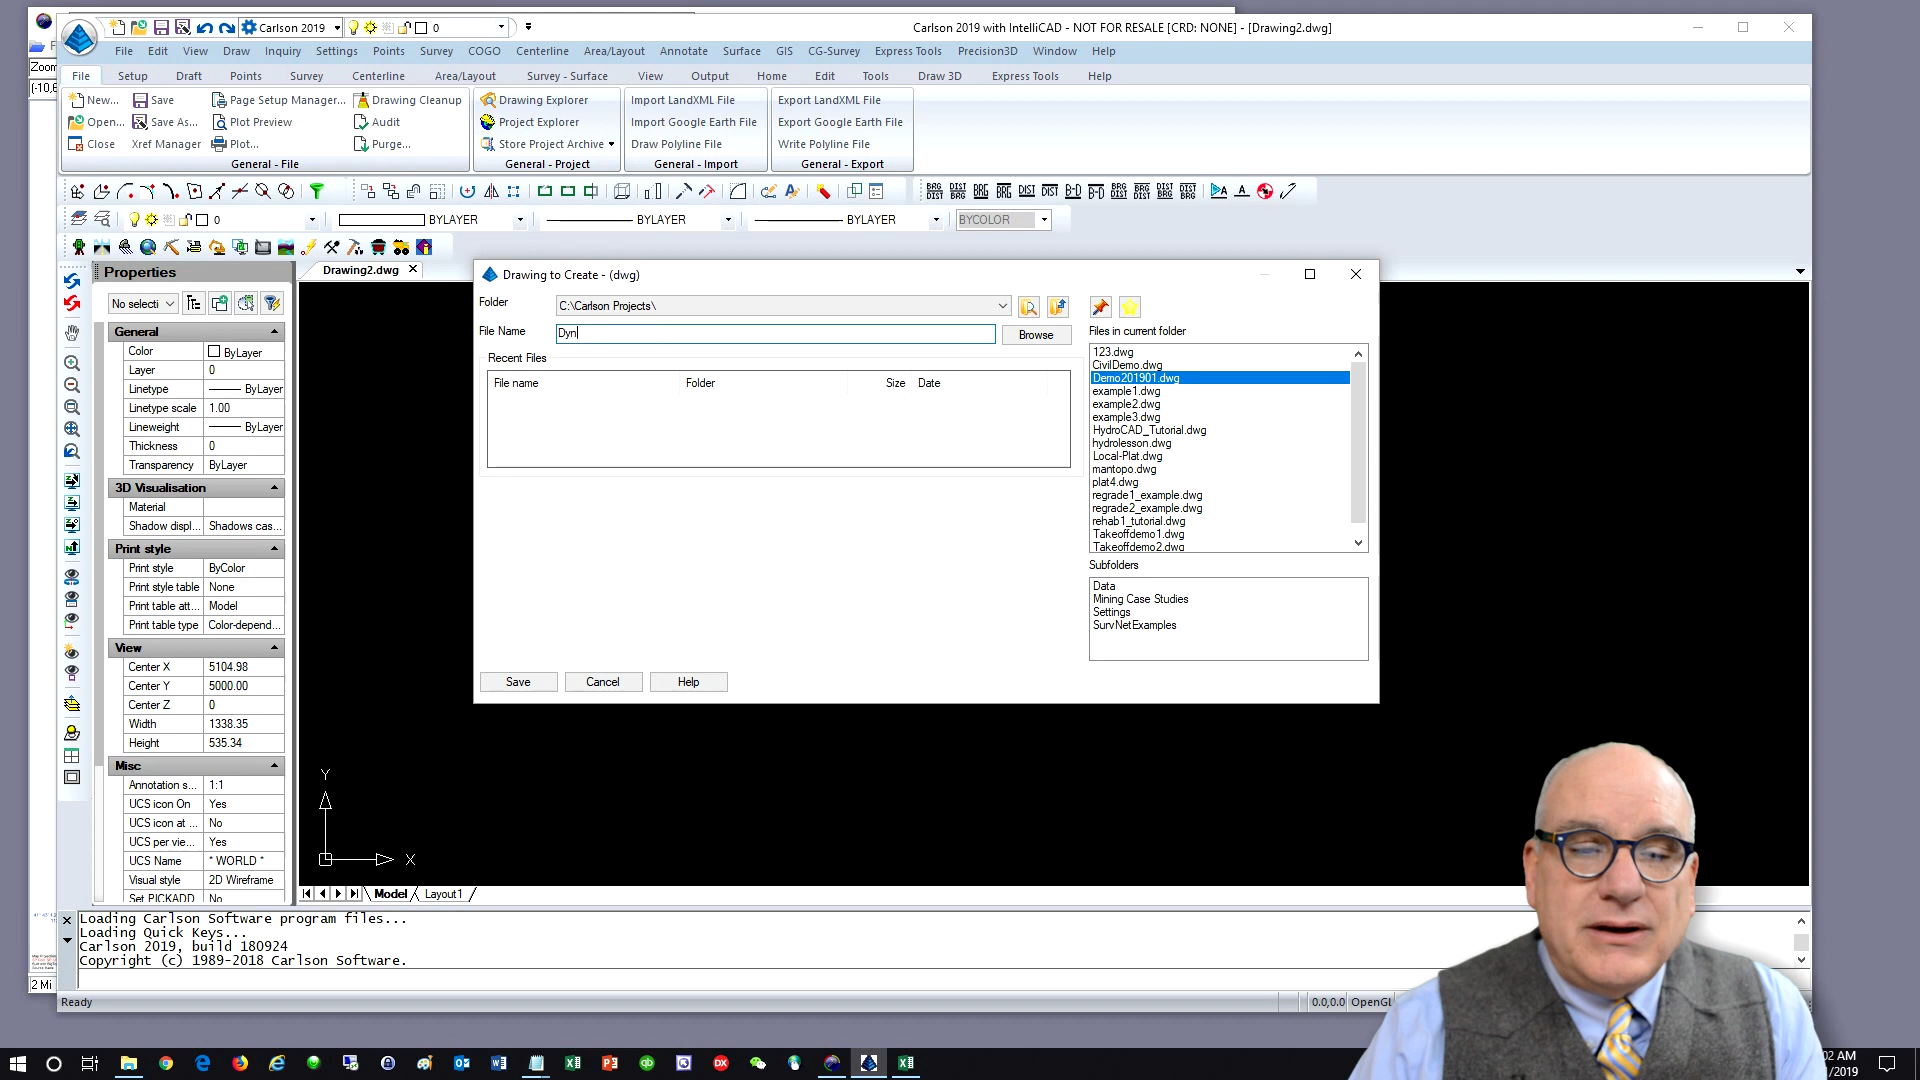 Carlson 2019
0
Carlson 2019 with IntelliCAD - NOT FOR RESALE [CRD: NONE] - [Drawing2.dwg]
File Edit View Draw Inquiry Settings Points Survey COGO Centerline Area/Layout Annotate Surface GIS CG-Survey Express Tools Precision3D Window Help
Zoom
File Setup Draft Points Survey Centerline Area/Layout Survey - Surface View Output Home Edit Tools Draw 3D Express Tools Help
New... Save Page Setup Manager... Drawing Cleanup Drawing Explorer Import LandXML File Export LandXML File
Open... Save As... Plot Preview Audit Project Explorer Import Google Earth File Export Google Earth File
Close Xref Manager Plot... Purge... Store Project Archive Draw Polyline File Write Polyline File
General - File General - Project General - Import General - Export
0 BYLAYER BYLAYER BYLAYER BYCOLOR
Properties
Drawing2.dwg
No selecti
General
Color ByLayer
Layer 0
Linetype ByLayer
Linetype scale 1.00
Lineweight ByLayer
Thickness 0
Transparency ByLayer
3D Visualisation
Material
Shadow displ... Shadows cas...
Print style
Print style ByColor
Print style table None
Print table att... Model
Print table type Color-depend...
View
Center X 5104.98
Center Y 5000.00
Center Z 0
Width 1338.35
Height 535.34
Misc
Annotation s... 1:1
UCS icon On Yes
UCS icon at ... No
UCS per vie... Yes
UCS Name * WORLD *
Visual style 2D Wireframe
Set PICKADD No
Drawing to Create - (dwg)
Folder C:\Carlson Projects\
File Name Dyn Browse
Recent Files
File name Folder Size Date
Files in current folder
123.dwg
CivilDemo.dwg
Demo201901.dwg
example1.dwg
example2.dwg
example3.dwg
HydroCAD_Tutorial.dwg
hydrolesson.dwg
Local-Plat.dwg
mantopo.dwg
plat4.dwg
regrade1_example.dwg
regrade2_example.dwg
rehab1_tutorial.dwg
Takeoffdemo1.dwg
Takeoffdemo2.dwg
Subfolders
Data
Mining Case Studies
Settings
SurvNetExamples
Save Cancel Help
Y
X
Model Layout1
Loading Carlson Software program files...
Loading Quick Keys...
Carlson 2019, build 180924
Copyright (c) 1989-2018 Carlson Software.
2 Mi
Ready 0.0,0.0 OpenGL
02 AM
/2019